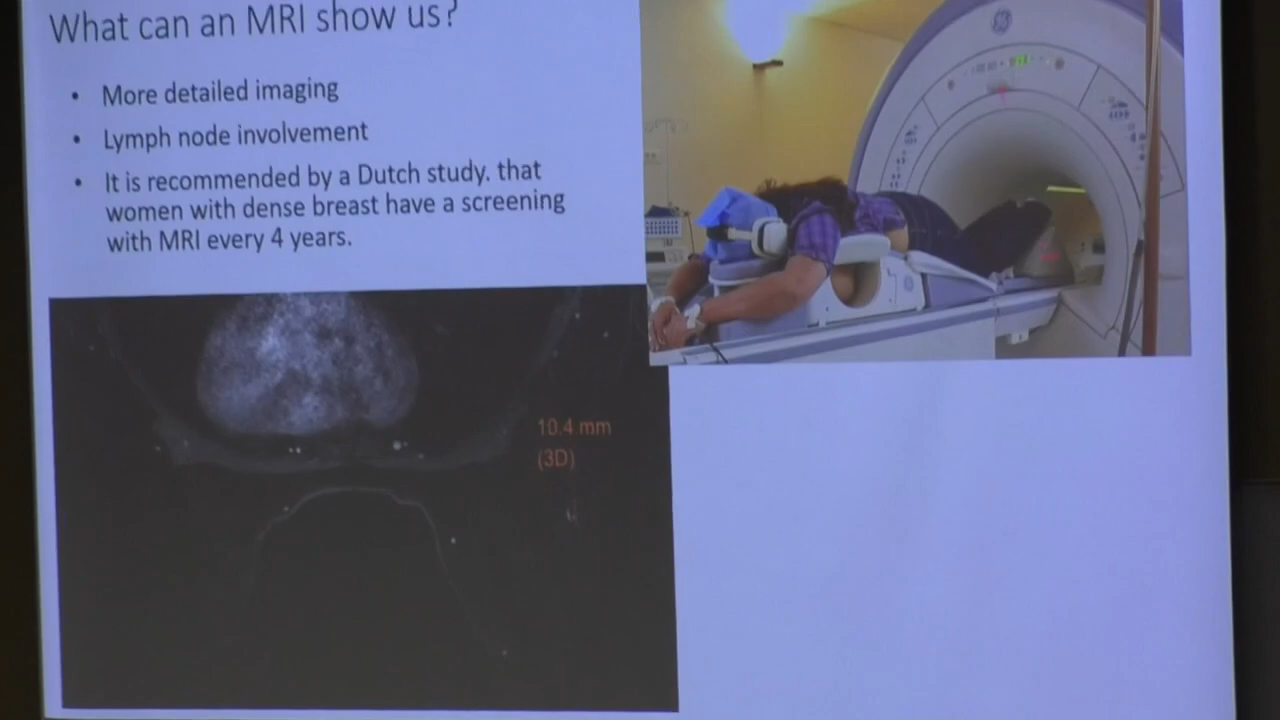 What can an MRI show us?
• More detailed imaging
• Lymph node involvement
• It is recommended by a Dutch study. that
women with dense breast have a screening
with MRI every 4 years.
10.4 mm
(3D)
GE